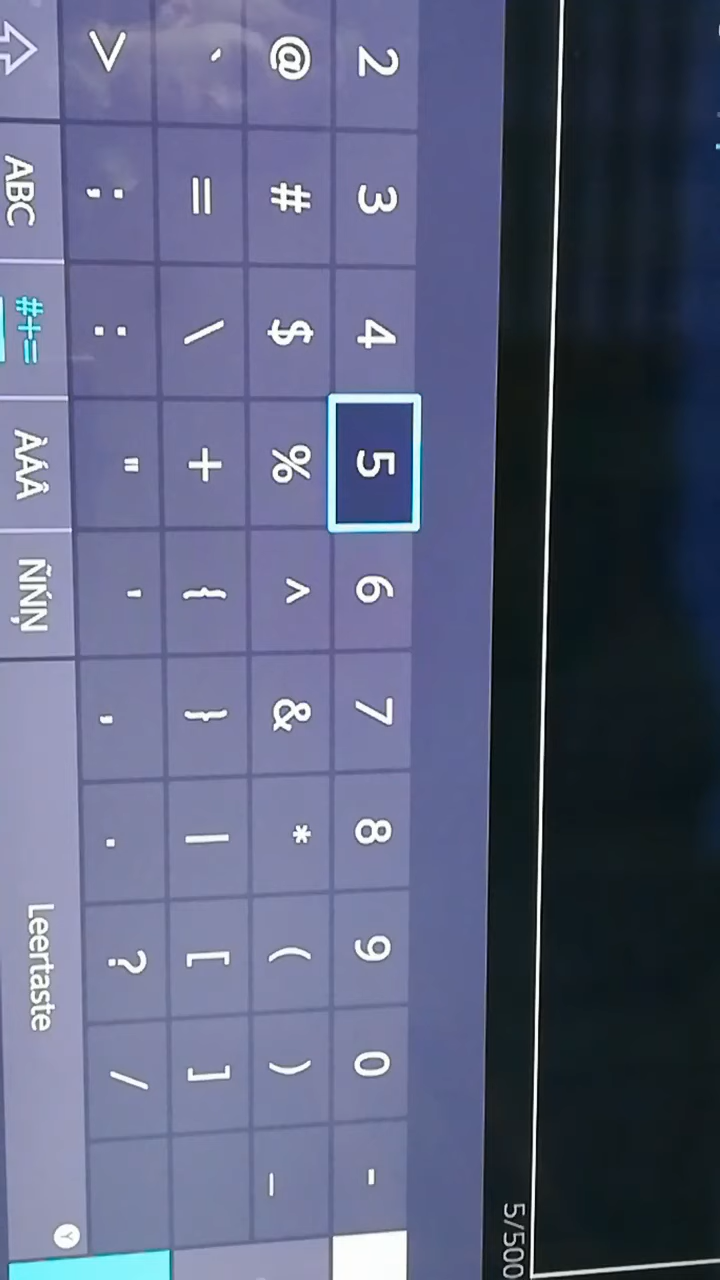 5/500
2 3 4 5 6 7 8 9 0 -
@ # $ % ^ & * ( ) _
` = \ + { } | [ ]
> ; : " ' , . ? /
ABC #+= ÀÁÂ ÑŃŅ Leertaste Y